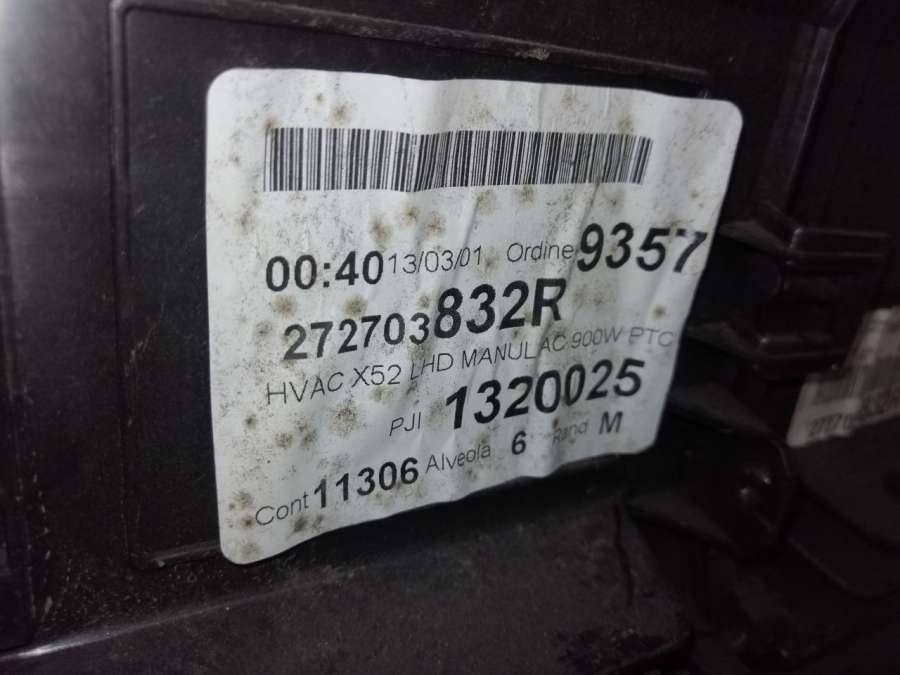 00:40 13/03/01 Ordine 9357
272703832R
HVAC X52 LHD MANUL AC 900W PTC
PJI 1320025
Cont 11306 Alveola 6 Rand M